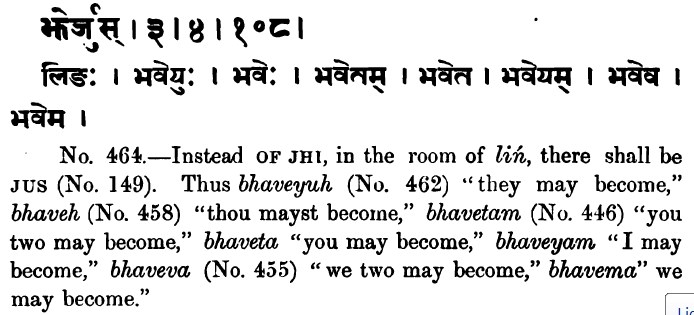 झेर्जुस् । ३ । ४ । १०८ ।
लिङः । भवेयुः । भवेः । भवेतम् । भवेत । भवेयम् । भवेव ।
भवेम ।
No. 464.—Instead OF JHI, in the room of liń, there shall be
JUS (No. 149). Thus bhaveyuh (No. 462) “they may become,”
bhaveh (No. 458) “thou mayst become,” bhavetam (No. 446) “you
two may become,” bhaveta “you may become,” bhaveyam “I may
become,” bhaveva (No. 455) “we two may become,” bhavema” we
may become.”